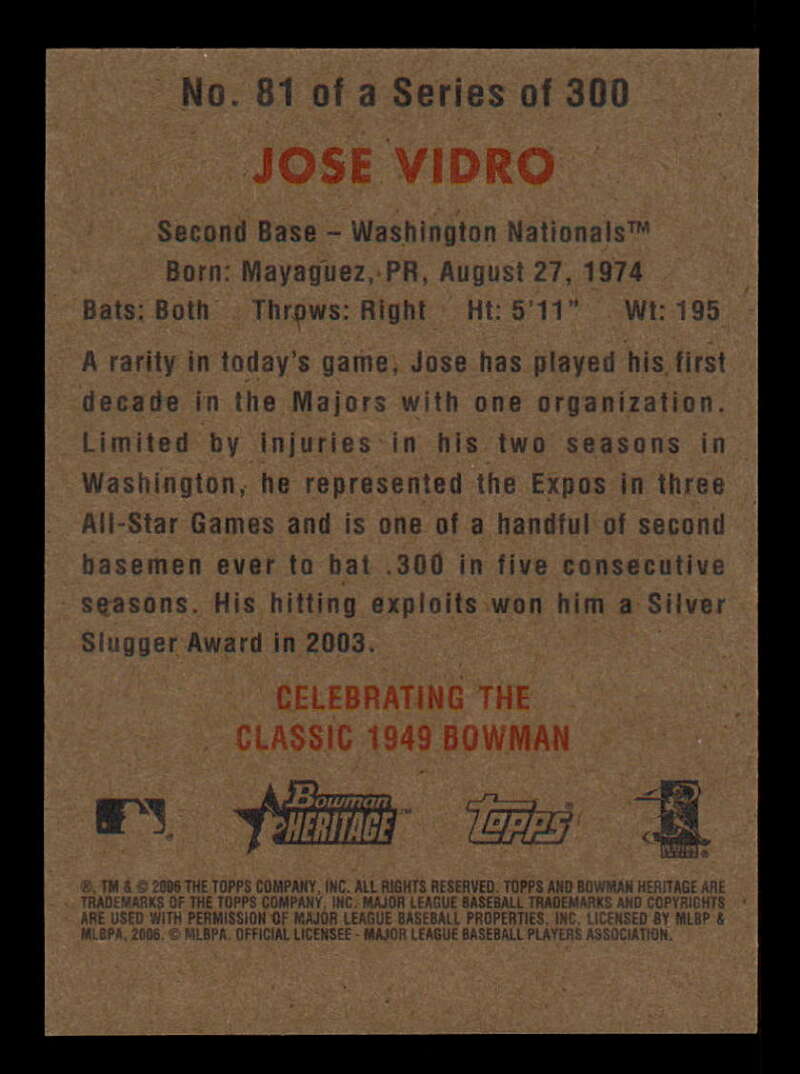 No. 81 of a Series of 300
JOSE VIDRO
Second Base – Washington Nationals™
Born: Mayaguez, PR, August 27, 1974
Bats: Both Throws: Right Ht: 5'11" Wt: 195
A rarity in today's game, Jose has played his first
decade in the Majors with one organization.
Limited by injuries in his two seasons in
Washington, he represented the Expos in three
All-Star Games and is one of a handful of second
basemen ever to bat .300 in five consecutive
seasons. His hitting exploits won him a Silver
Slugger Award in 2003.
CELEBRATING THE
CLASSIC 1949 BOWMAN
Bowman HERITAGE™ Topps®
®, TM & © 2006 THE TOPPS COMPANY, INC. ALL RIGHTS RESERVED. TOPPS AND BOWMAN HERITAGE ARE
TRADEMARKS OF THE TOPPS COMPANY, INC. MAJOR LEAGUE BASEBALL TRADEMARKS AND COPYRIGHTS
ARE USED WITH PERMISSION OF MAJOR LEAGUE BASEBALL PROPERTIES, INC. LICENSED BY MLBP &
MLBPA, 2006. © MLBPA. OFFICIAL LICENSEE - MAJOR LEAGUE BASEBALL PLAYERS ASSOCIATION.